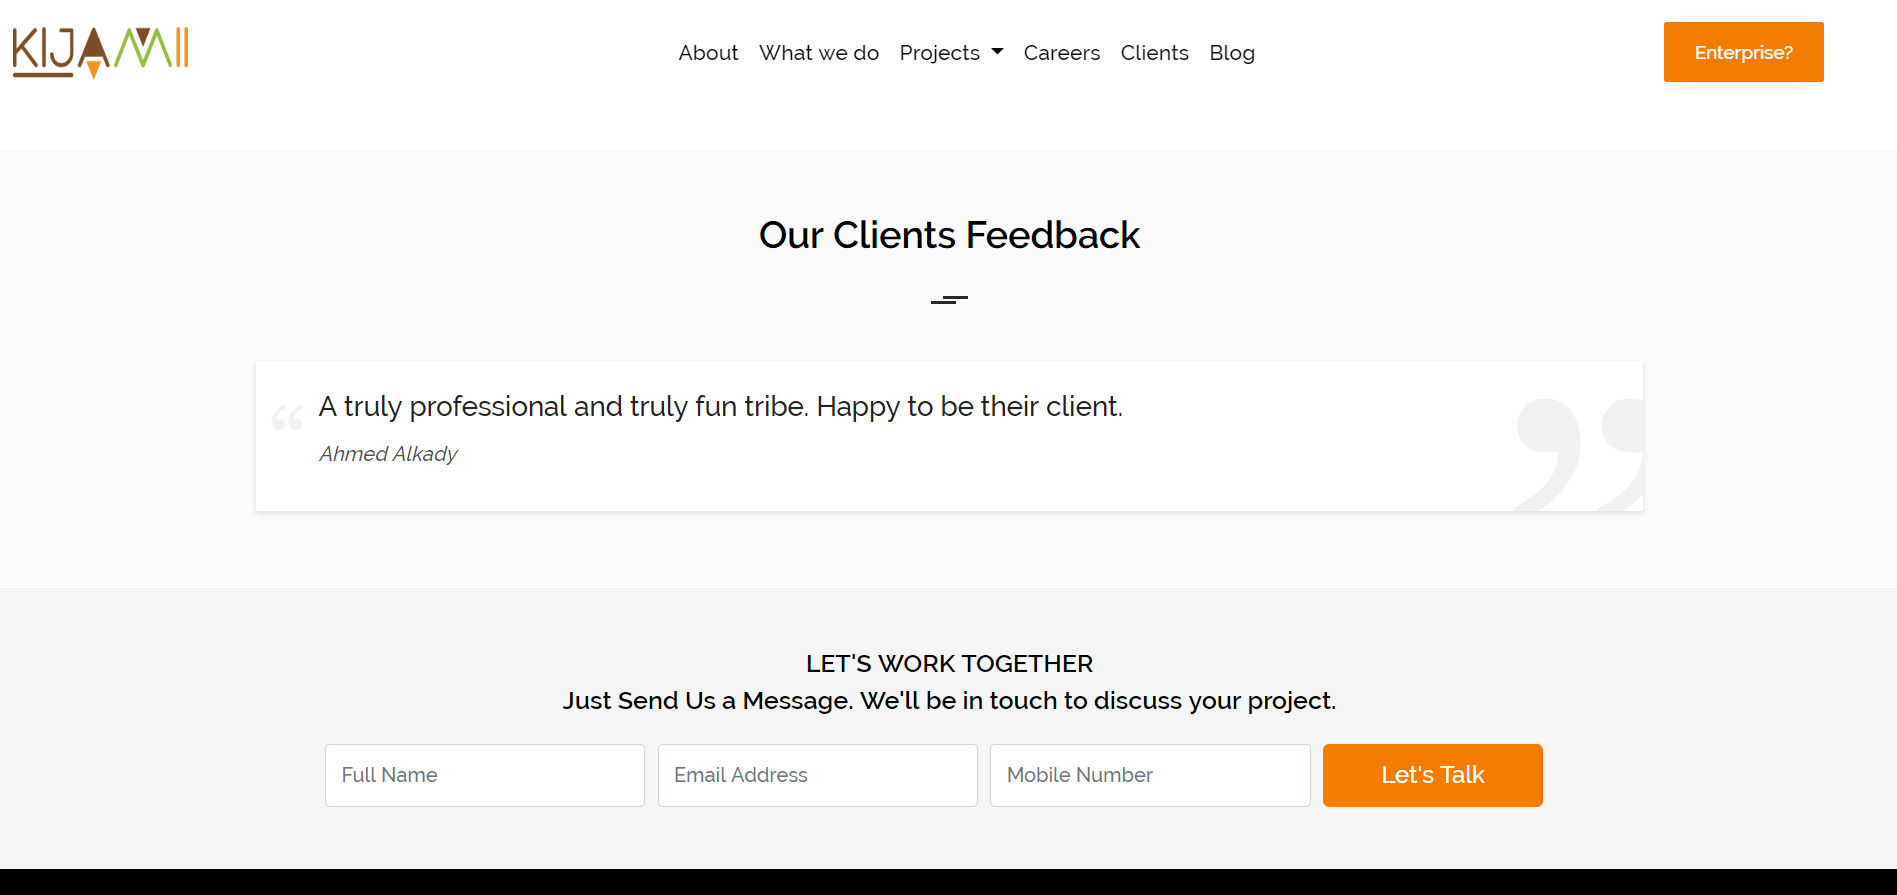 KIJAMII
About What we do Projects Careers Clients Blog
Enterprise?
Our Clients Feedback
“ A truly professional and truly fun tribe. Happy to be their client. ”
Ahmed Alkady
LET'S WORK TOGETHER
Just Send Us a Message. We'll be in touch to discuss your project.
Full Name Email Address Mobile Number Let's Talk